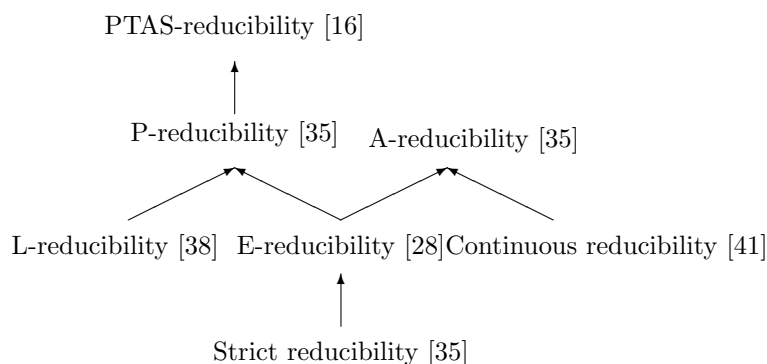 PTAS-reducibility [16]
P-reducibility [35]
A-reducibility [35]
L-reducibility [38]
E-reducibility [28]
Continuous reducibility [41]
Strict reducibility [35]